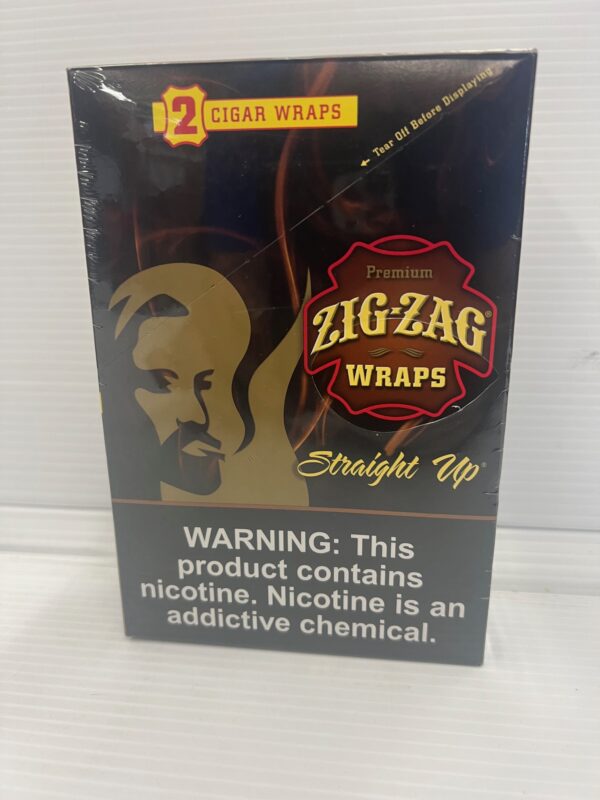 2 CIGAR WRAPS
← Tear Off Before Displaying
Premium
ZIG-ZAG®
WRAPS
Straight Up®
WARNING: This
product contains
nicotine. Nicotine is an
addictive chemical.